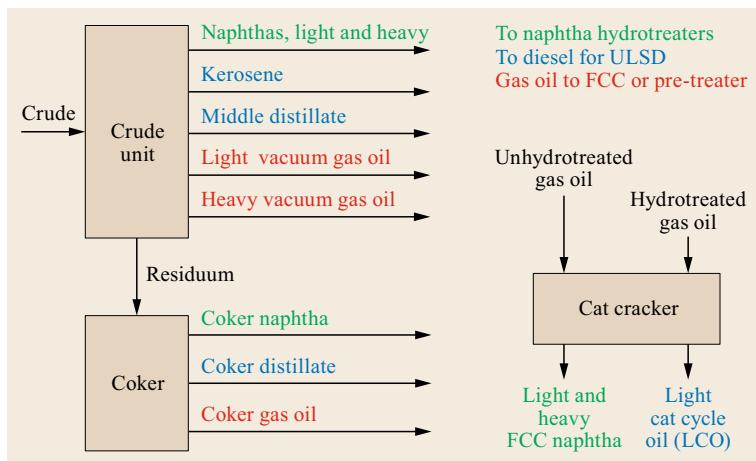 Naphthas, light and heavy
Kerosene
Middle distillate
Light vacuum gas oil
Heavy vacuum gas oil
Crude
Crude
unit
Residuum
Coker naphtha
Coker distillate
Coker gas oil
Coker
To naphtha hydrotreaters
To diesel for ULSD
Gas oil to FCC or pre-treater
Unhydrotreated
gas oil
Hydrotreated
gas oil
Cat cracker
Light and
heavy
FCC naphtha
Light
cat cycle
oil (LCO)